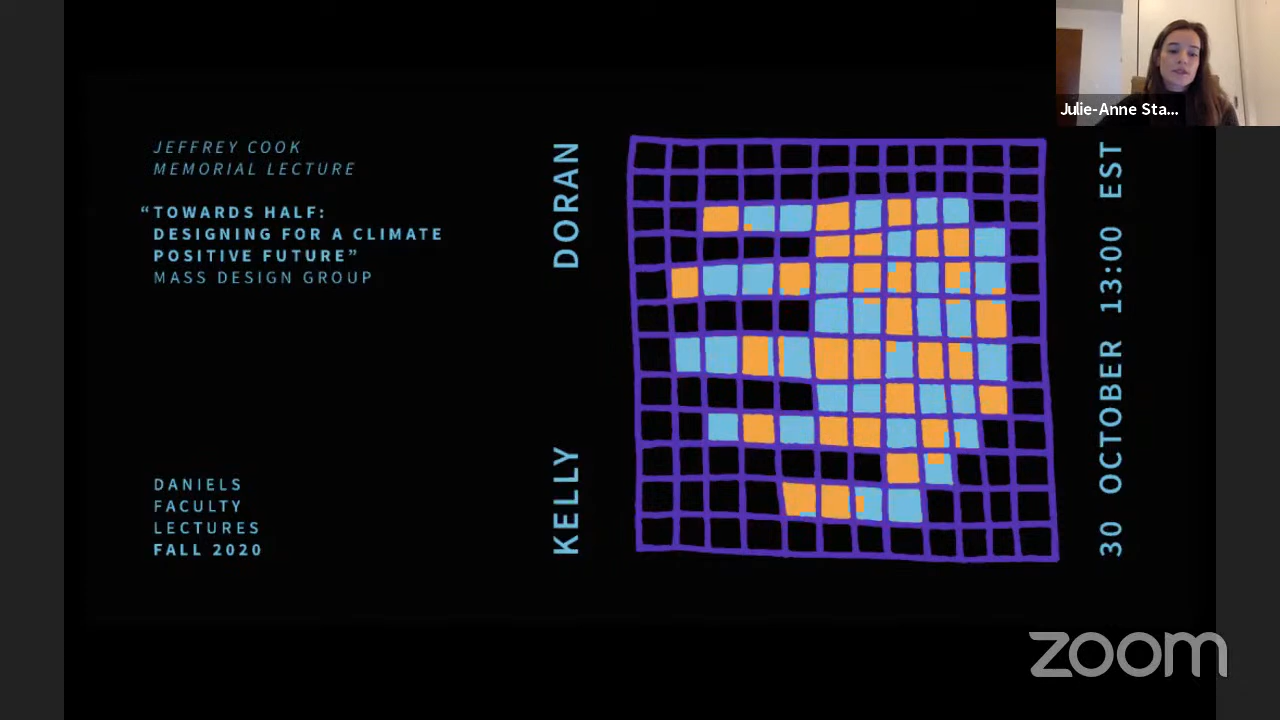 JEFFREY COOK
MEMORIAL LECTURE
“TOWARDS HALF:
DESIGNING FOR A CLIMATE
POSITIVE FUTURE”
MASS DESIGN GROUP
DANIELS
FACULTY
LECTURES
FALL 2020
KELLY DORAN
30 OCTOBER 13:00 EST
Julie-Anne Sta...
zoom